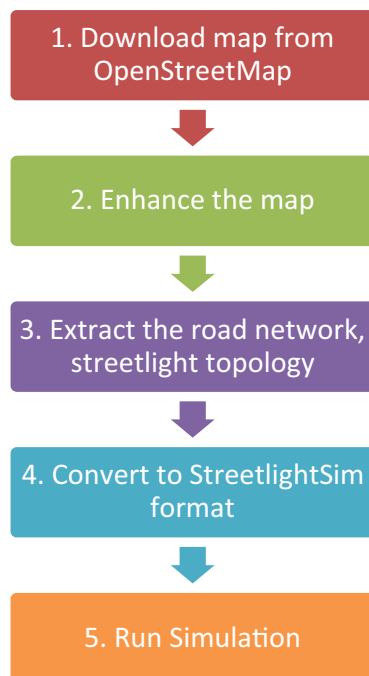 1. Download map from
OpenStreetMap
2. Enhance the map
3. Extract the road network,
streetlight topology
4. Convert to StreetlightSim
format
5. Run Simulation